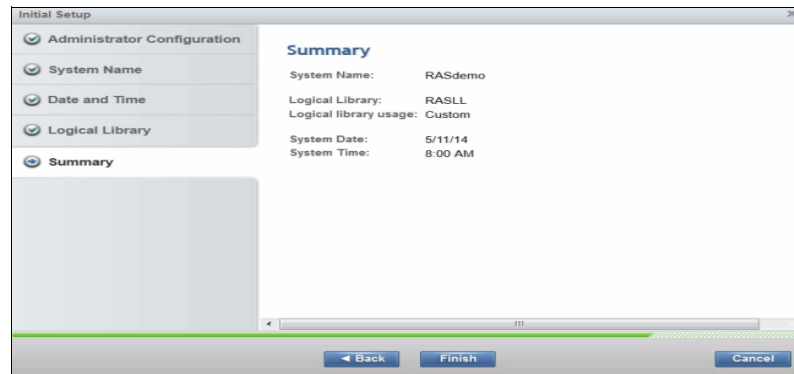 Initial Setup
Administrator Configuration
System Name
Date and Time
Logical Library
Summary
Summary
System Name: RASdemo
Logical Library: RASLL
Logical library usage: Custom
System Date: 5/11/14
System Time: 8:00 AM
Back
Finish
Cancel